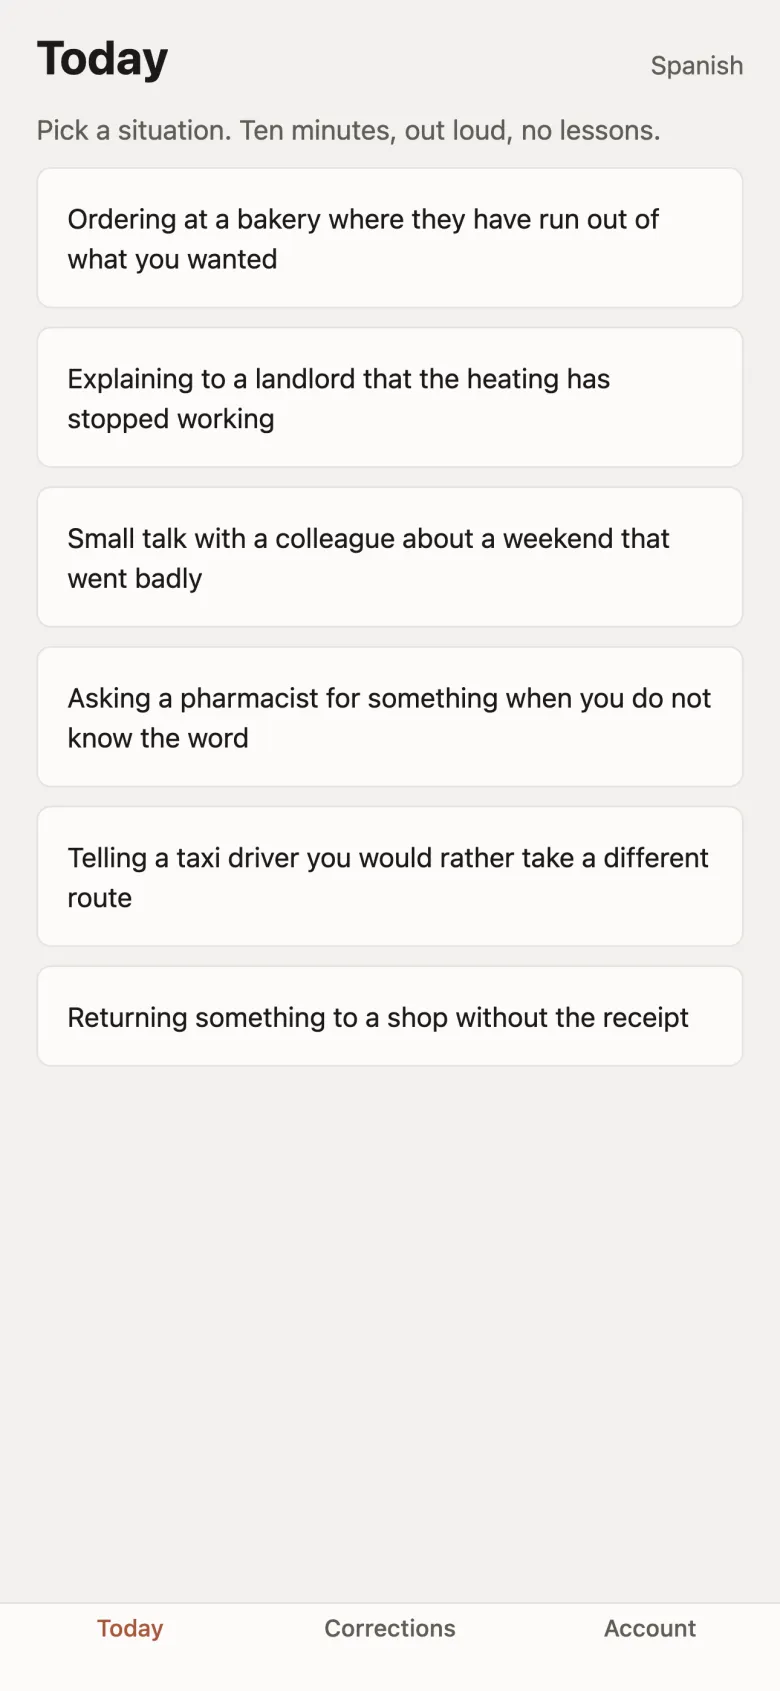 Today
Spanish
Pick a situation. Ten minutes, out loud, no lessons.
Ordering at a bakery where they have run out of
what you wanted
Explaining to a landlord that the heating has
stopped working
Small talk with a colleague about a weekend that
went badly
Asking a pharmacist for something when you do not
know the word
Telling a taxi driver you would rather take a different
route
Returning something to a shop without the receipt
Today
Corrections
Account